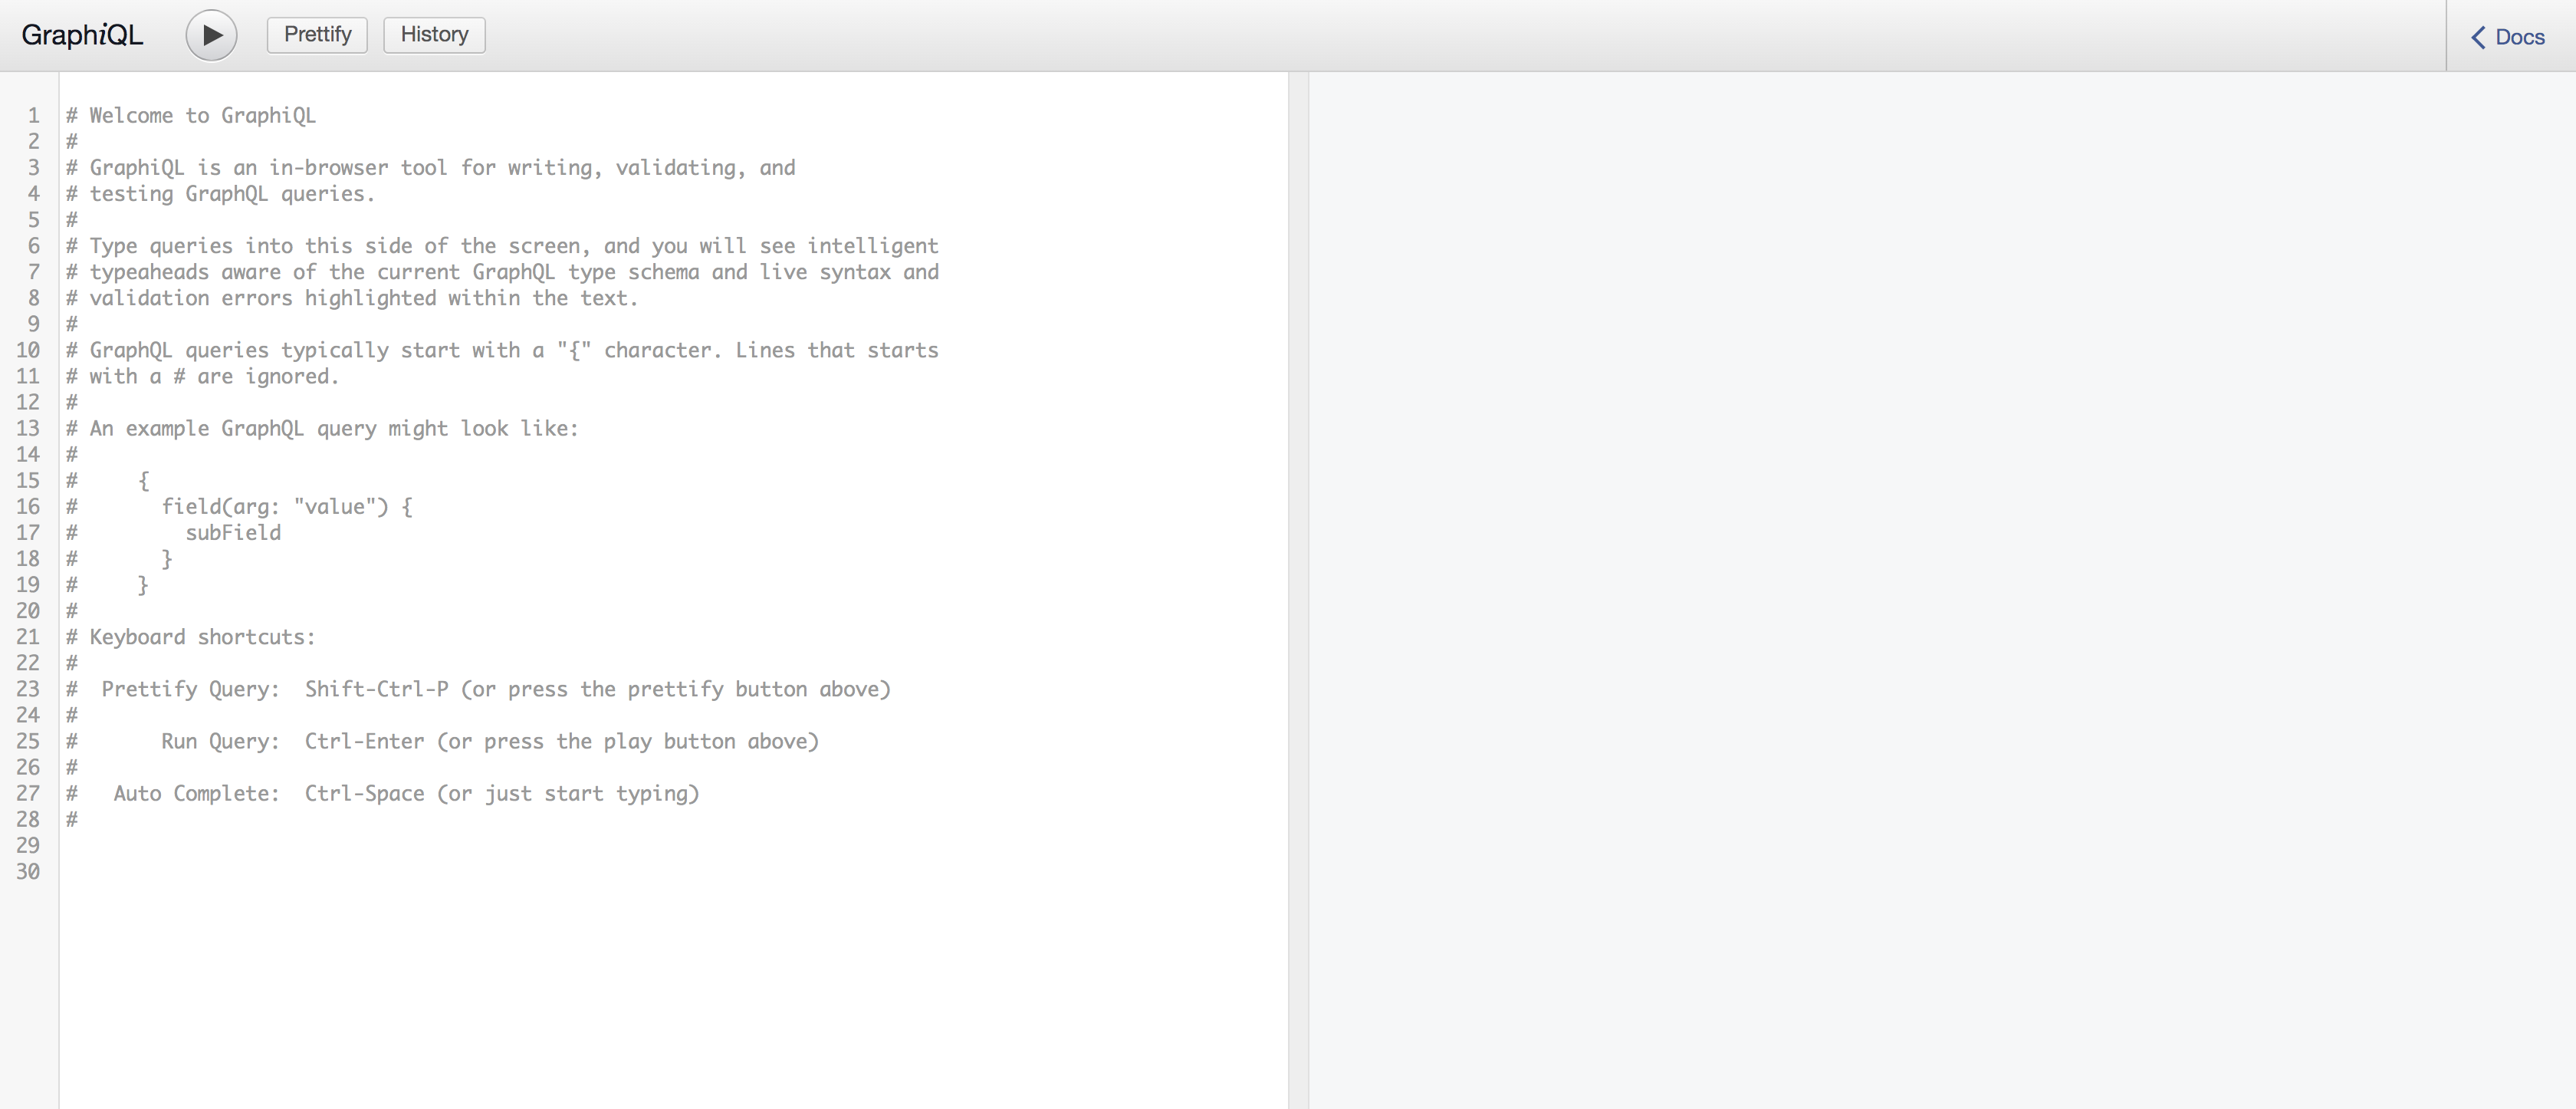 GraphiQL Prettify History Docs
1 # Welcome to GraphiQL
2 #
3 # GraphiQL is an in-browser tool for writing, validating, and
4 # testing GraphQL queries.
5 #
6 # Type queries into this side of the screen, and you will see intelligent
7 # typeaheads aware of the current GraphQL type schema and live syntax and
8 # validation errors highlighted within the text.
9 #
10 # GraphQL queries typically start with a "{" character. Lines that starts
11 # with a # are ignored.
12 #
13 # An example GraphQL query might look like:
14 #
15 #     {
16 #       field(arg: "value") {
17 #         subField
18 #       }
19 #     }
20 #
21 # Keyboard shortcuts:
22 #
23 #  Prettify Query:  Shift-Ctrl-P (or press the prettify button above)
24 #
25 #       Run Query:  Ctrl-Enter (or press the play button above)
26 #
27 #   Auto Complete:  Ctrl-Space (or just start typing)
28 #
29
30